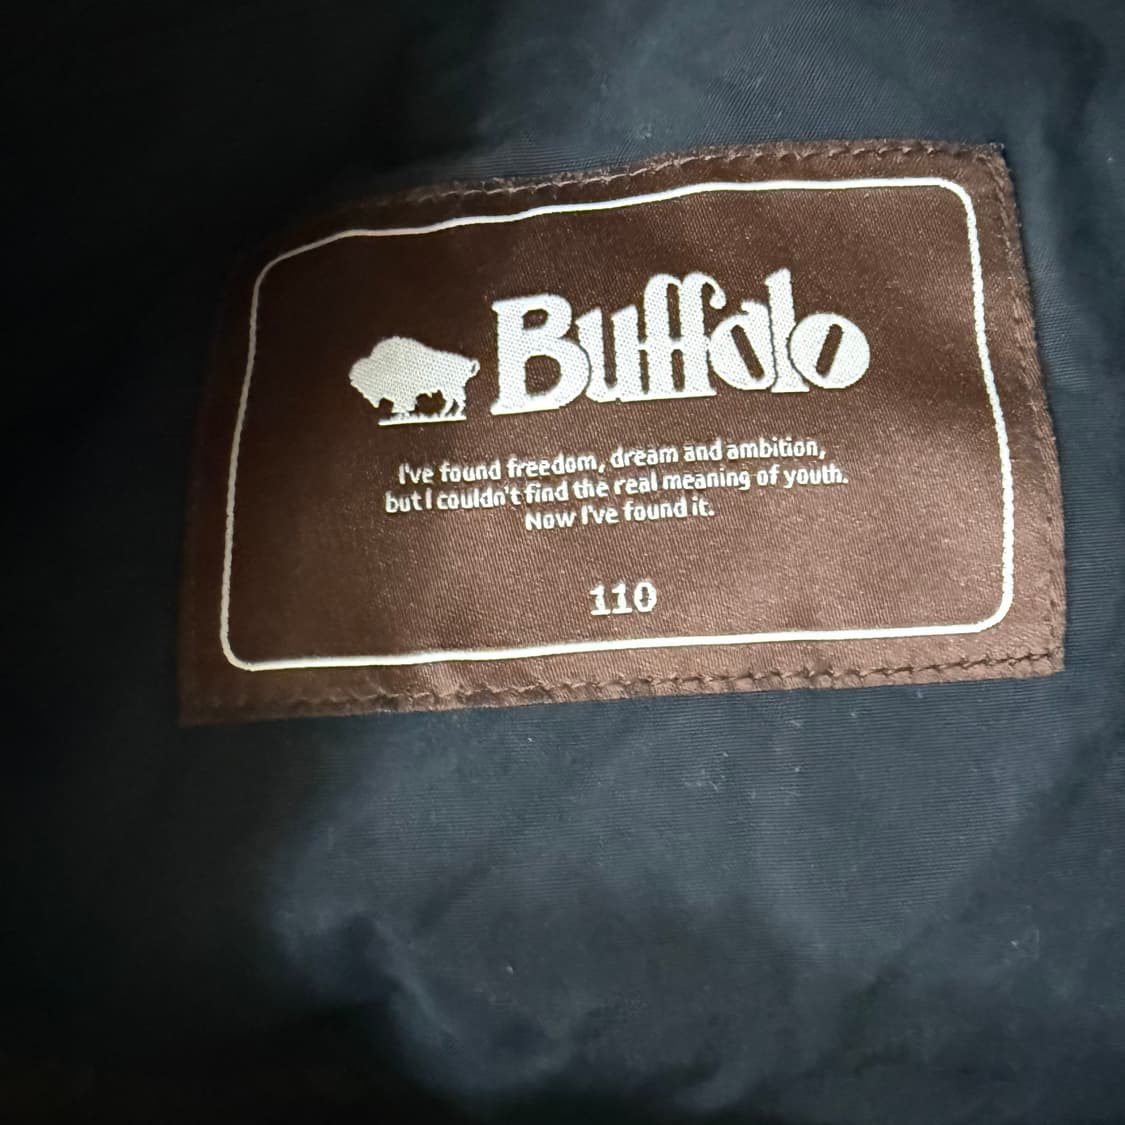 Buffalo
I've found freedom, dream and ambition,
but I couldn't find the real meaning of youth.
Now I've found it.
110